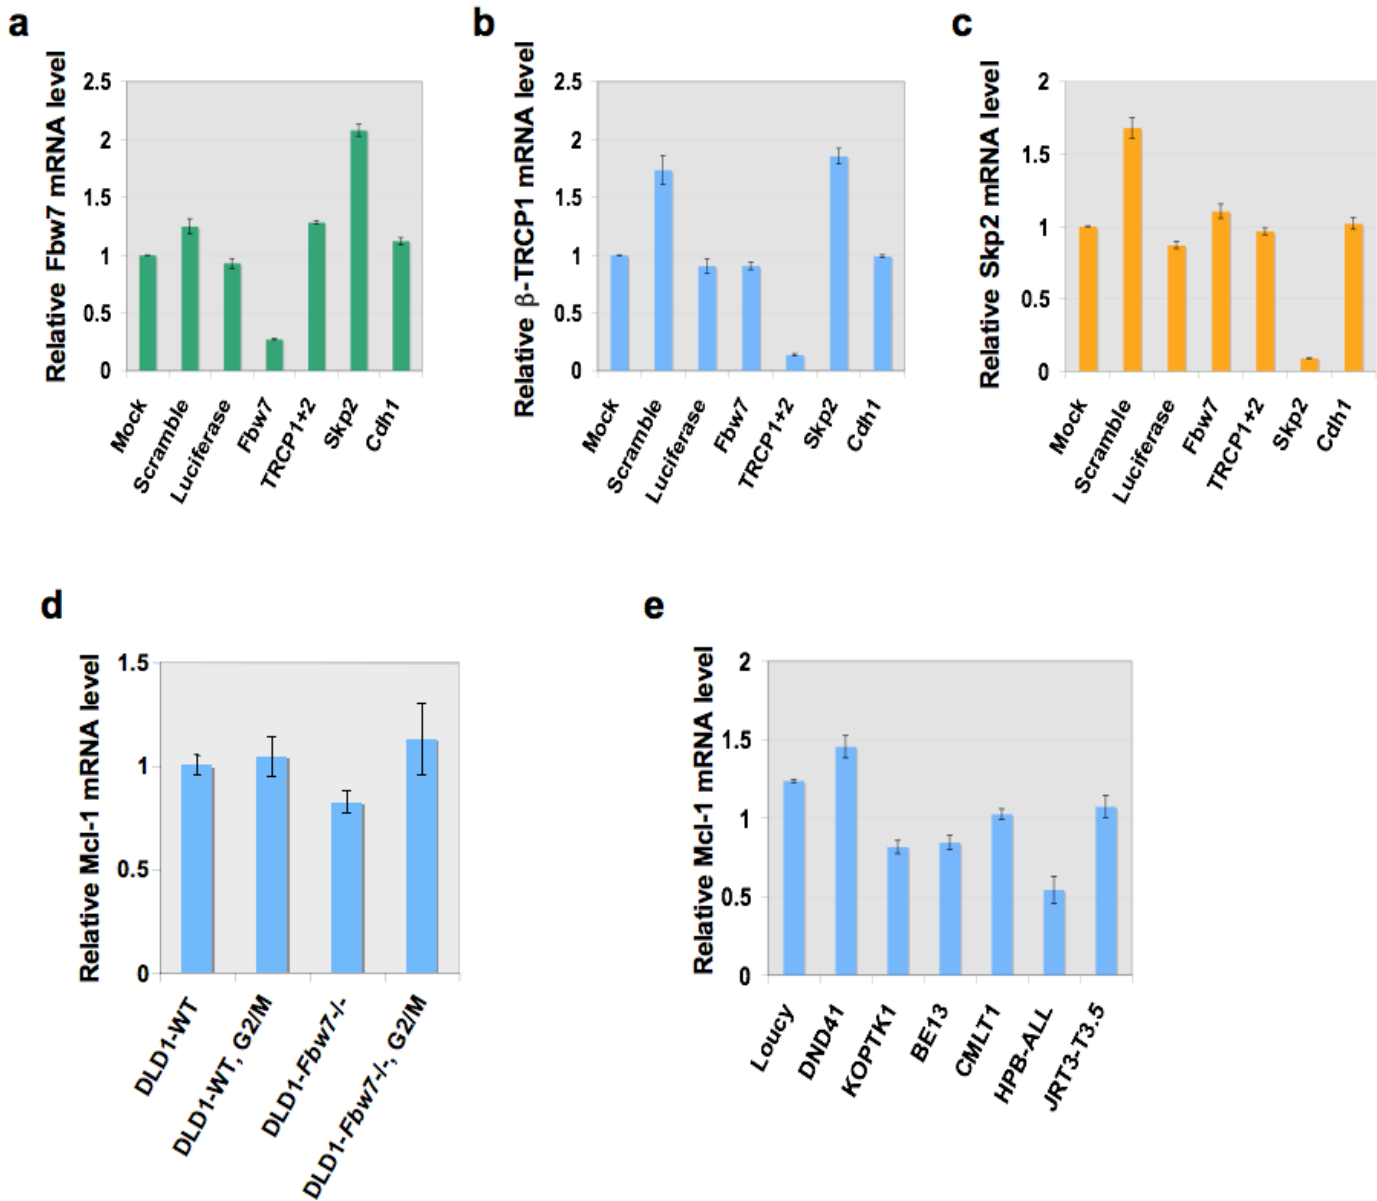 a
Relative Fbw7 mRNA level
2.5
2
1.5
1
0.5
0
Mock
Scramble
Luciferase
Fbw7
TRCP1+2
Skp2
Cdh1
b
Relative β-TRCP1 mRNA level
2.5
2
1.5
1
0.5
0
Mock
Scramble
Luciferase
Fbw7
TRCP1+2
Skp2
Cdh1
c
Relative Skp2 mRNA level
2
1.5
1
0.5
0
Mock
Scramble
Luciferase
Fbw7
TRCP1+2
Skp2
Cdh1
d
Relative Mcl-1 mRNA level
1.5
1
0.5
0
DLD1-WT
DLD1-WT, G2/M
DLD1-Fbw7-/-
DLD1-Fbw7-/-, G2/M
e
Relative Mcl-1 mRNA level
2
1.5
1
0.5
0
Loucy
DND41
KOPTK1
BE13
CMLT1
HPB-ALL
JRT3-T3.5